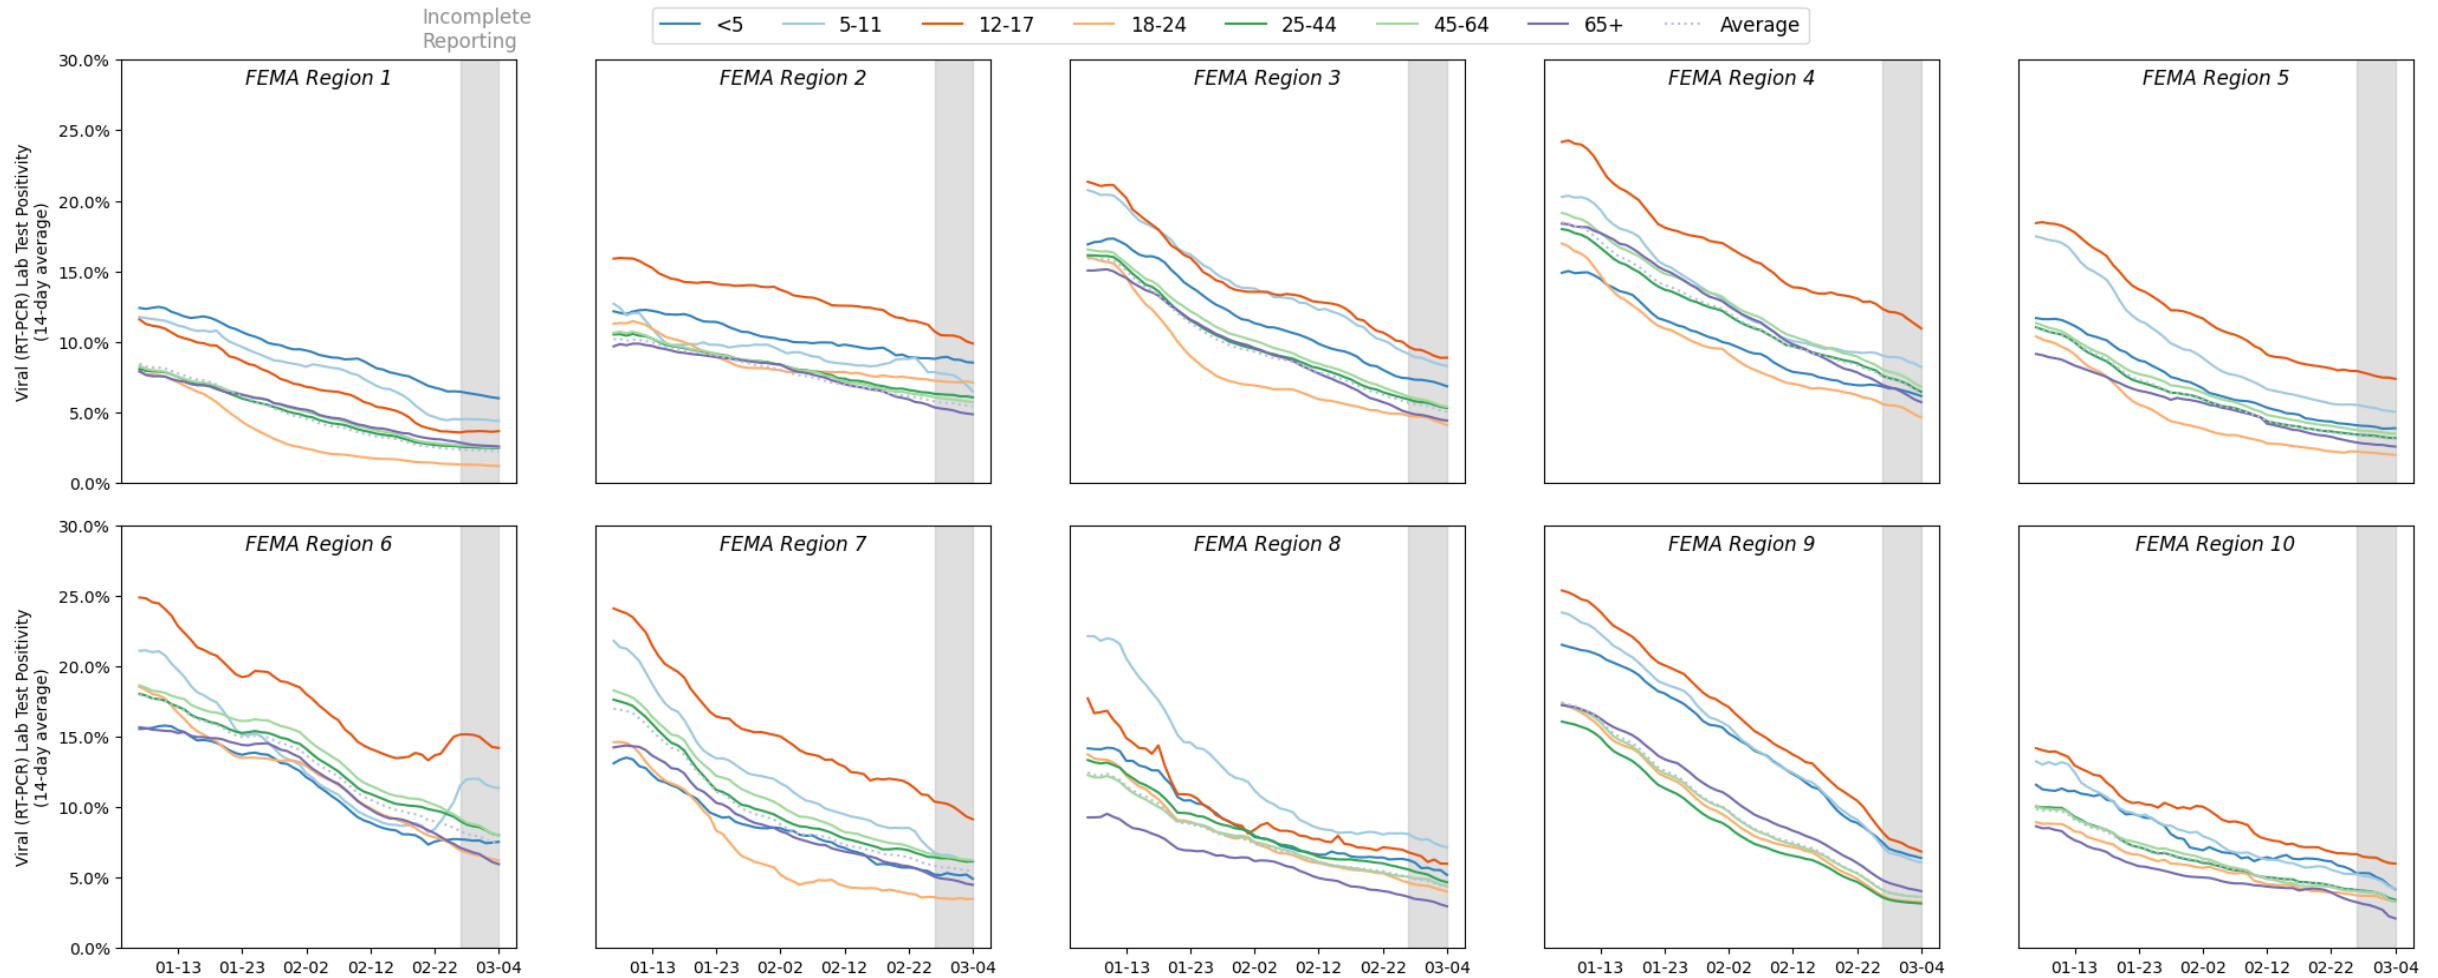 Incomplete
Reporting
<5 5-11 12-17 18-24 25-44 45-64 65+ Average
FEMA Region 1
FEMA Region 2
FEMA Region 3
FEMA Region 4
FEMA Region 5
Viral (RT-PCR) Lab Test Positivity
(14-day average)
30.0%
25.0%
20.0%
15.0%
10.0%
5.0%
0.0%
FEMA Region 6
FEMA Region 7
FEMA Region 8
FEMA Region 9
FEMA Region 10
Viral (RT-PCR) Lab Test Positivity
(14-day average)
30.0%
25.0%
20.0%
15.0%
10.0%
5.0%
0.0%
01-13 01-23 02-02 02-12 02-22 03-04
01-13 01-23 02-02 02-12 02-22 03-04
01-13 01-23 02-02 02-12 02-22 03-04
01-13 01-23 02-02 02-12 02-22 03-04
01-13 01-23 02-02 02-12 02-22 03-04